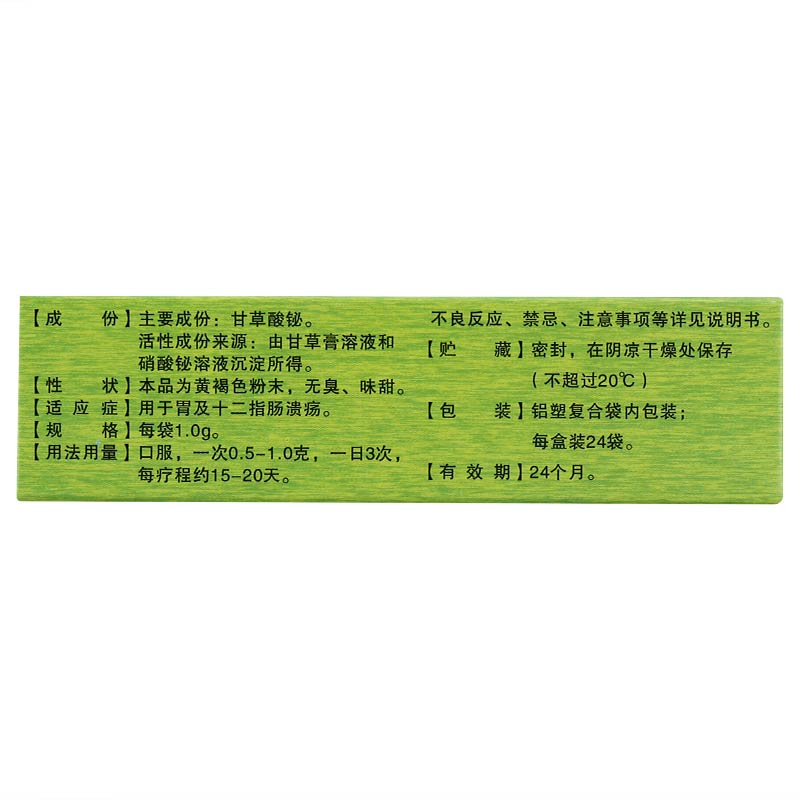 【成份】主要成份：甘草酸铋。
活性成份来源：由甘草膏溶液和
硝酸铋溶液沉淀所得。
【性状】本品为黄褐色粉末，无臭、味甜。
【适应症】用于胃及十二指肠溃疡。
【规格】每袋1.0g。
【用法用量】口服，一次0.5-1.0克，一日3次，
每疗程约15-20天。
不良反应、禁忌、注意事项等详见说明书。
【贮藏】密封，在阴凉干燥处保存
（不超过20℃）
【包装】铝塑复合袋内包装；
每盒装24袋。
【有效期】24个月。